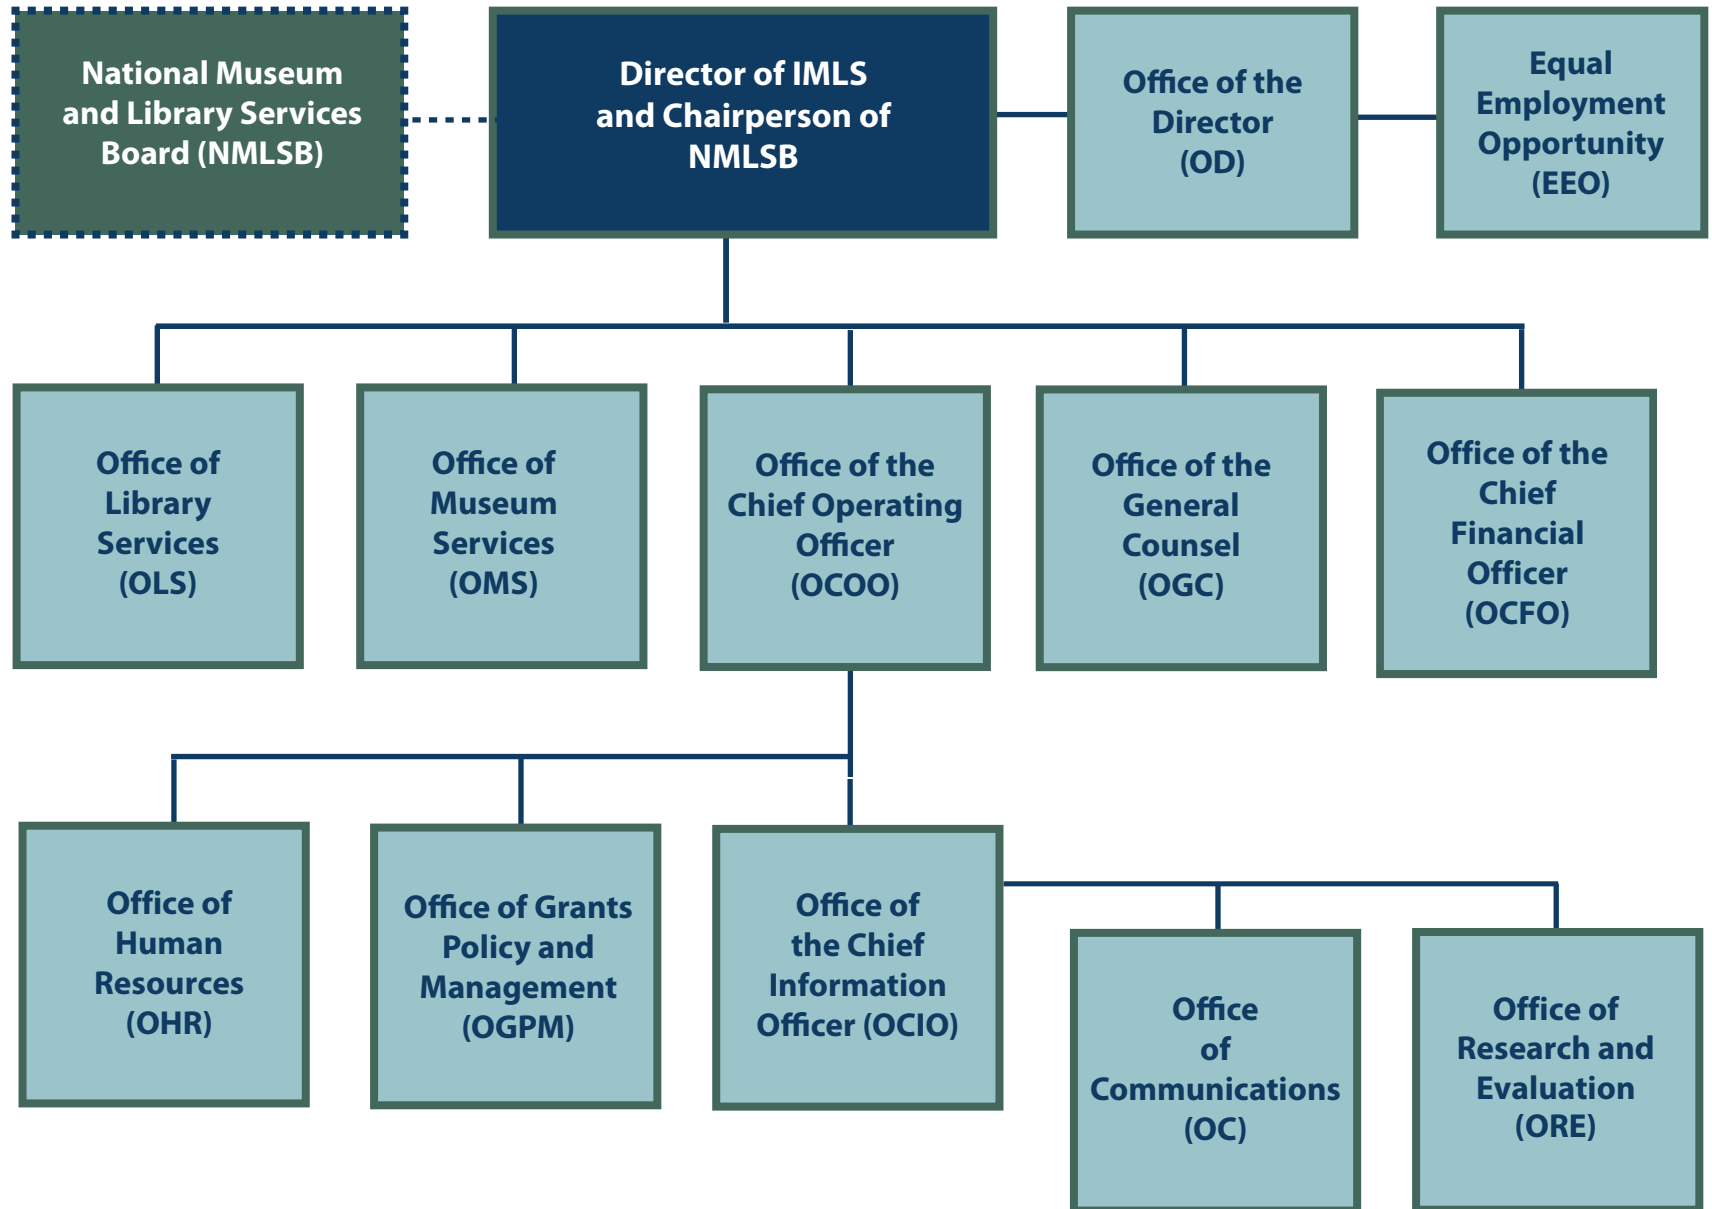 National Museum
and Library Services
Board (NMLSB)
Director of IMLS
and Chairperson of
NMLSB
Office of the
Director
(OD)
Equal
Employment
Opportunity
(EEO)
Office of
Library
Services
(OLS)
Office of
Museum
Services
(OMS)
Office of the
Chief Operating
Officer
(OCOO)
Office of the
General
Counsel
(OGC)
Office of the
Chief
Financial
Officer
(OCFO)
Office of
Human
Resources
(OHR)
Office of Grants
Policy and
Management
(OGPM)
Office of
the Chief
Information
Officer (OCIO)
Office
of
Communications
(OC)
Office of
Research and
Evaluation
(ORE)